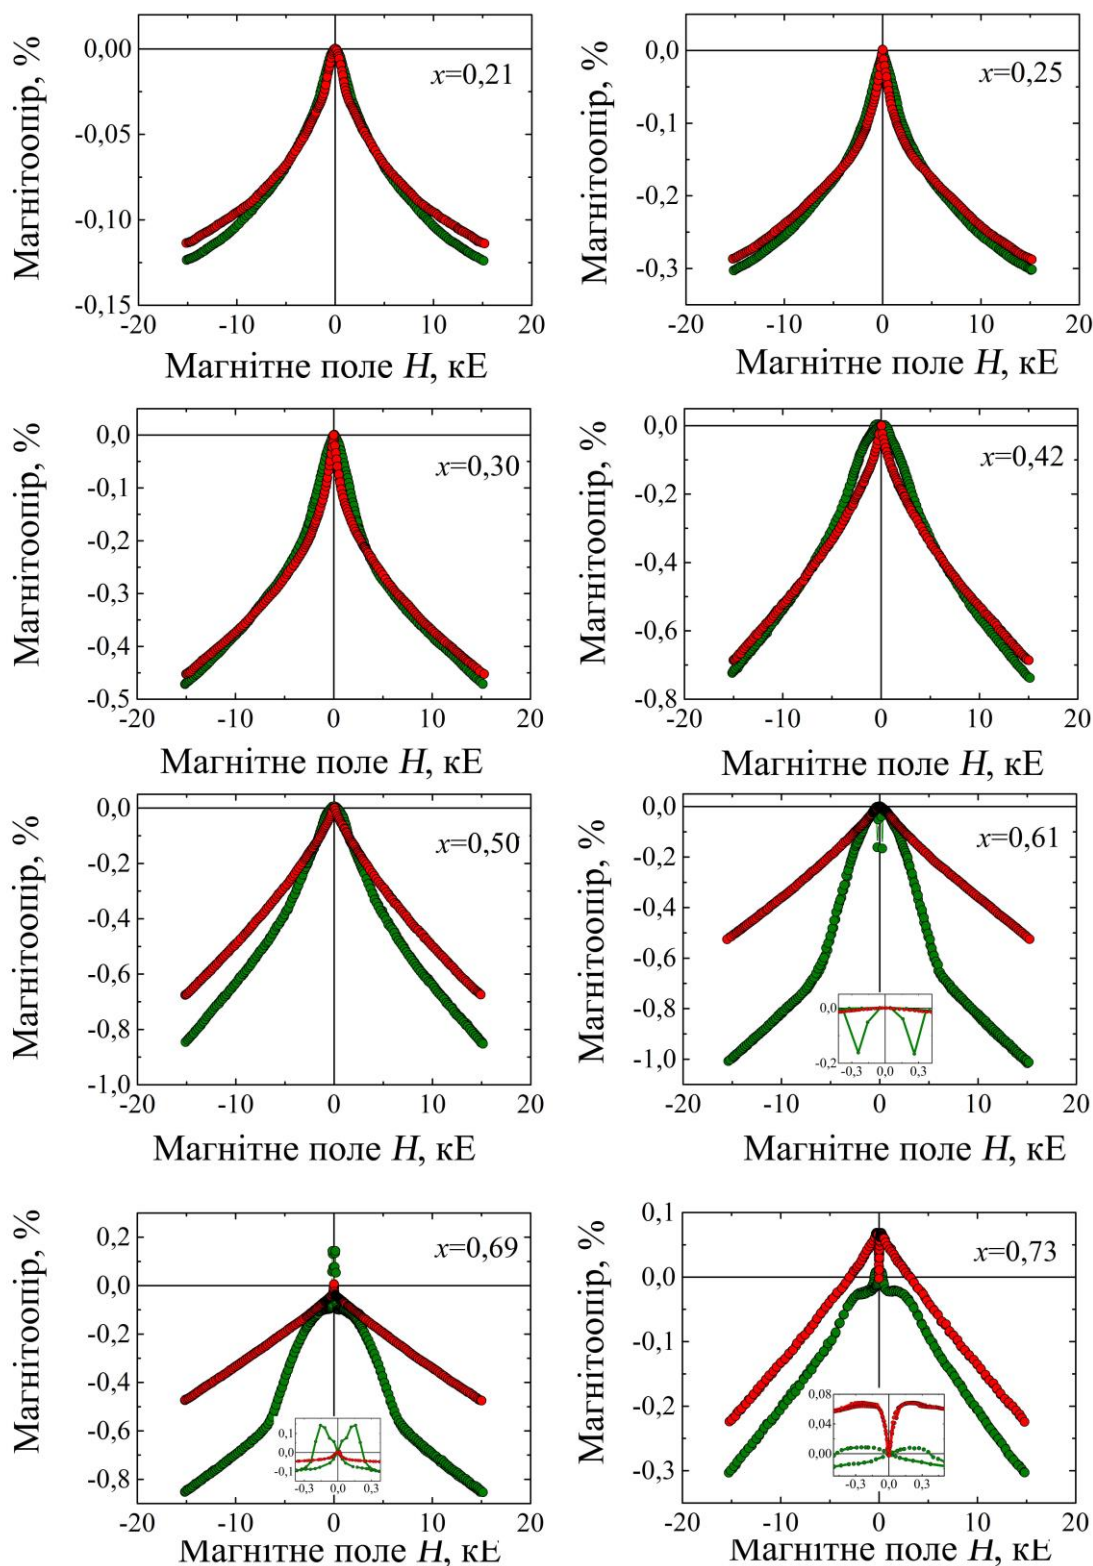 Магнітоопір, %
0,00
-0,05
-0,10
-0,15
x=0,21
-20 -10 0 10 20
Магнітне поле H, кЕ
Магнітоопір, %
0,0
-0,1
-0,2
-0,3
x=0,25
-20 -10 0 10 20
Магнітне поле H, кЕ
Магнітоопір, %
0,0
-0,1
-0,2
-0,3
-0,4
-0,5
x=0,30
-20 -10 0 10 20
Магнітне поле H, кЕ
Магнітоопір, %
0,0
-0,2
-0,4
-0,6
-0,8
x=0,42
-20 -10 0 10 20
Магнітне поле H, кЕ
Магнітоопір, %
0,0
-0,2
-0,4
-0,6
-0,8
-1,0
x=0,50
-20 -10 0 10 20
Магнітне поле H, кЕ
Магнітоопір, %
0,0
-0,2
-0,4
-0,6
-0,8
-1,0
x=0,61
0,0
-0,2
-0,3 0,0 0,3
-20 -10 0 10 20
Магнітне поле H, кЕ
Магнітоопір, %
0,2
0,0
-0,2
-0,4
-0,6
-0,8
x=0,69
0,1
0,0
-0,1
-0,3 0,0 0,3
-20 -10 0 10 20
Магнітне поле H, кЕ
Магнітоопір, %
0,1
0,0
-0,1
-0,2
-0,3
x=0,73
0,08
0,04
0,00
-0,3 0,0 0,3
-20 -10 0 10 20
Магнітне поле H, кЕ